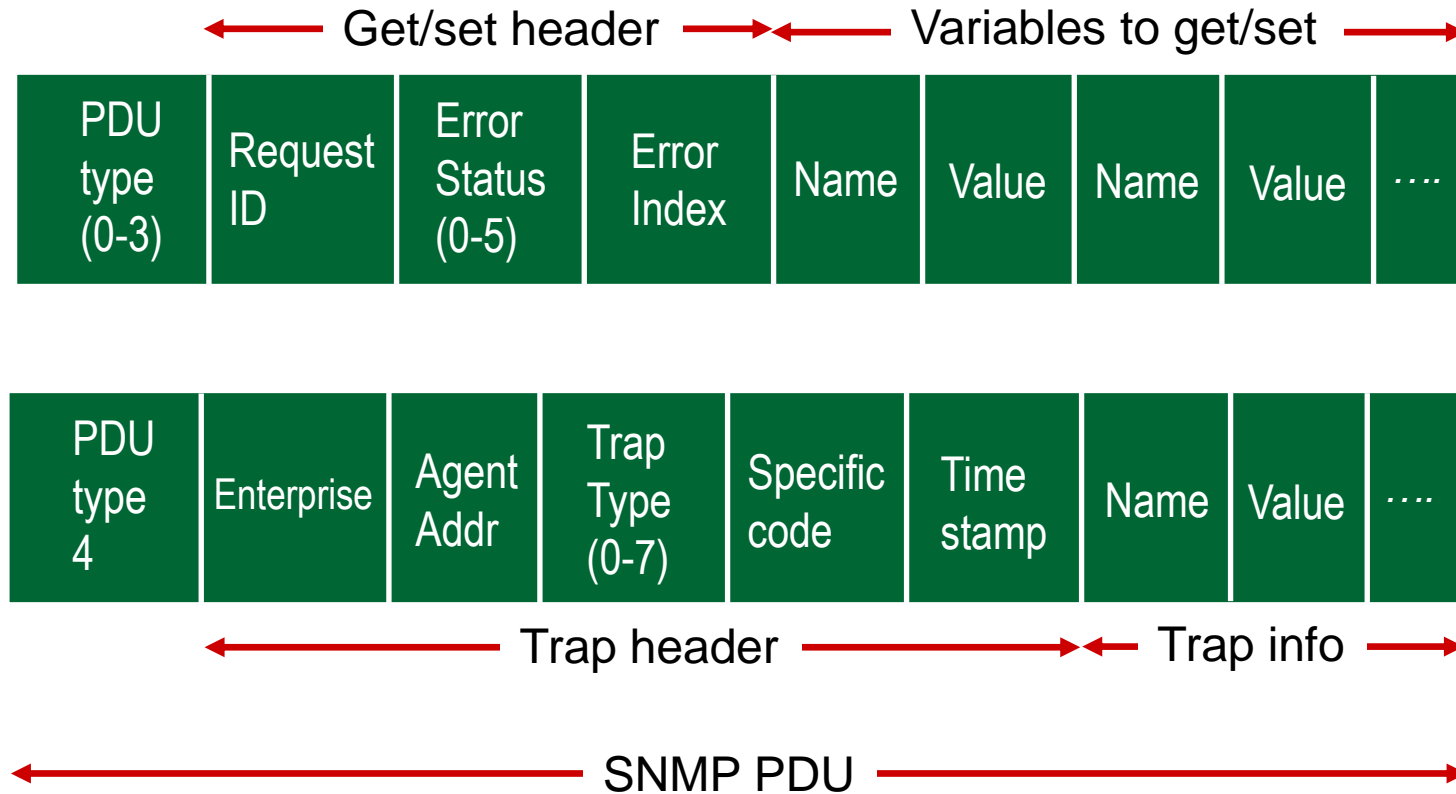 Get/set header
Variables to get/set
PDU
type
(0-3)
Request
ID
Error
Status
(0-5)
Error
Index
Name
Value
Name
Value
....
PDU
type
4
Enterprise
Agent
Addr
Trap
Type
(0-7)
Specific
code
Time
stamp
Name
Value
....
Trap header
Trap info
SNMP PDU